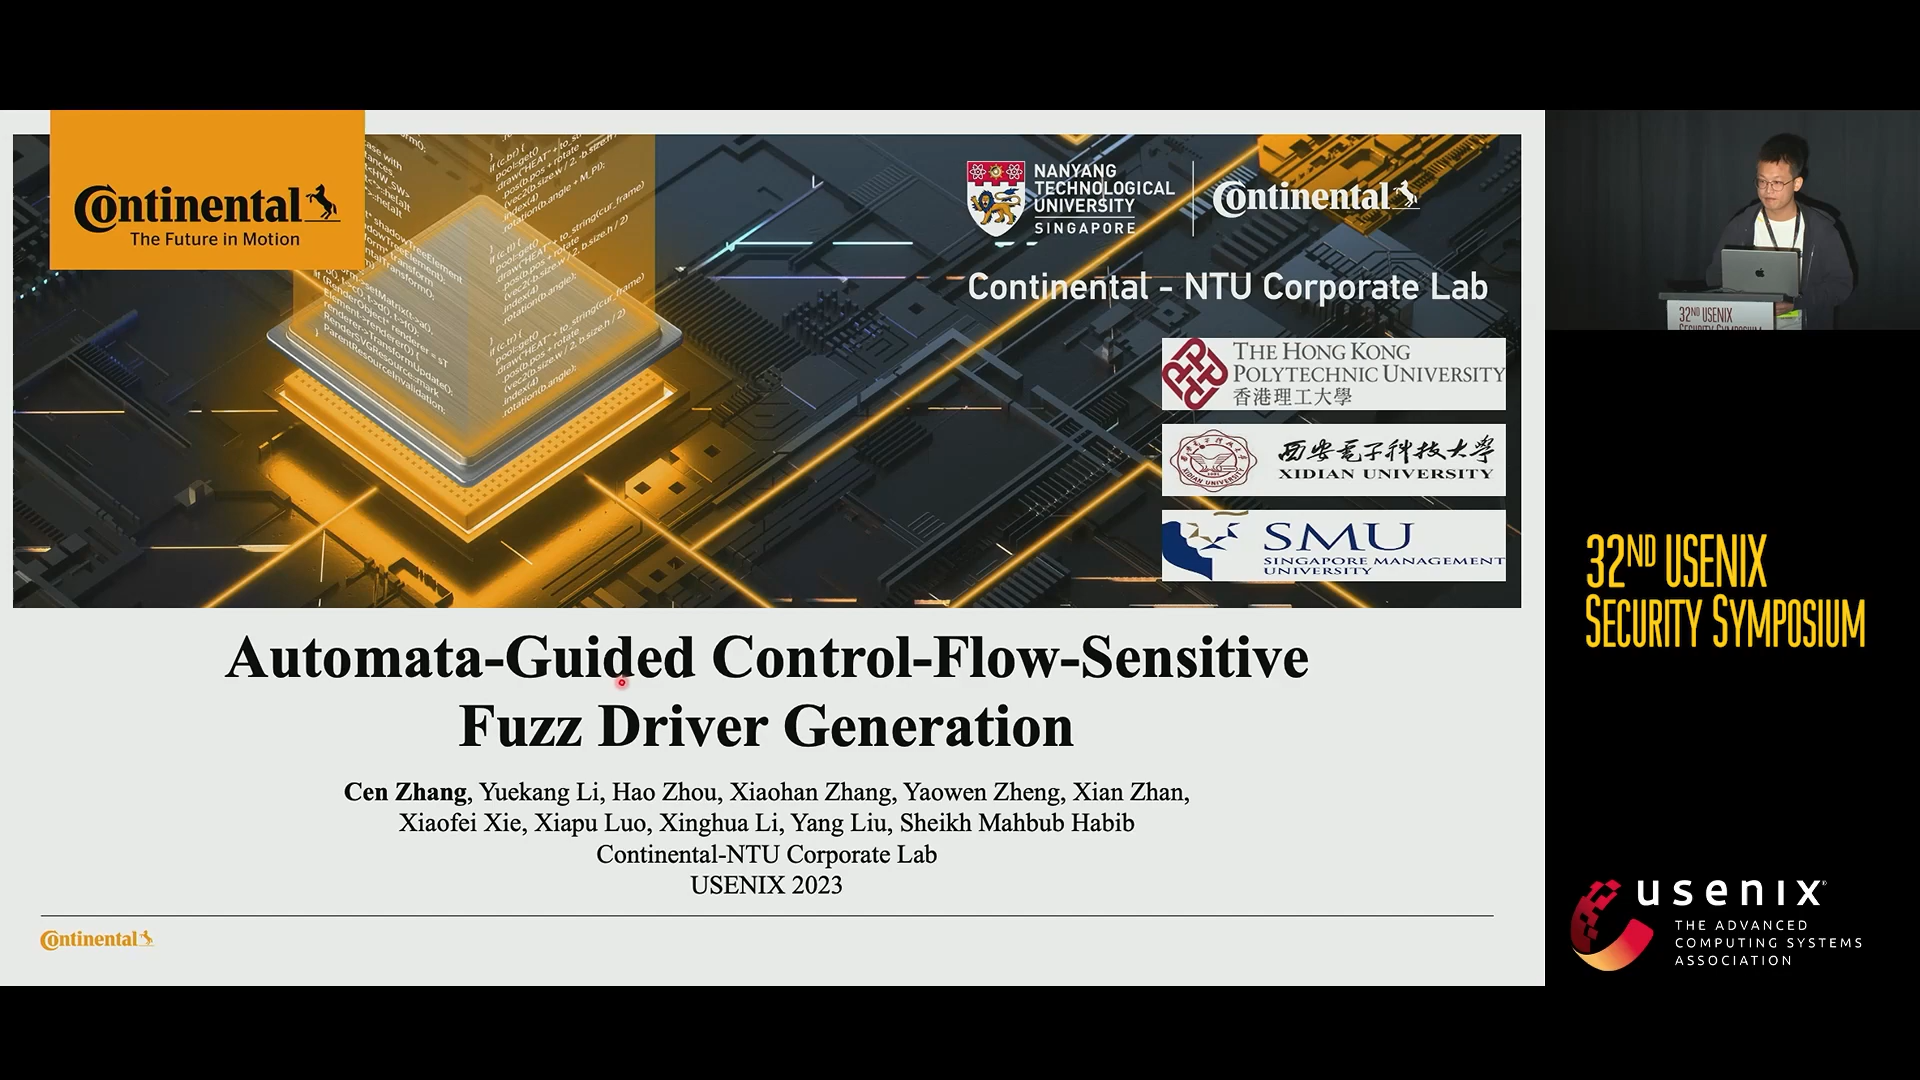 Continental
The Future in Motion
NANYANG
TECHNOLOGICAL
UNIVERSITY
SINGAPORE
Continental
Continental - NTU Corporate Lab
THE HONG KONG
POLYTECHNIC UNIVERSITY
香港理工大學
西安電子科技大學
XIDIAN UNIVERSITY
SMU
SINGAPORE MANAGEMENT
UNIVERSITY
Automata-Guided Control-Flow-Sensitive
Fuzz Driver Generation
Cen Zhang, Yuekang Li, Hao Zhou, Xiaohan Zhang, Yaowen Zheng, Xian Zhan,
Xiaofei Xie, Xiapu Luo, Xinghua Li, Yang Liu, Sheikh Mahbub Habib
Continental-NTU Corporate Lab
USENIX 2023
Continental
32ND USENIX
SECURITY SYMPOSIUM
32ND USENIX
SECURITY SYMPOSIUM
usenix
THE ADVANCED
COMPUTING SYSTEMS
ASSOCIATION